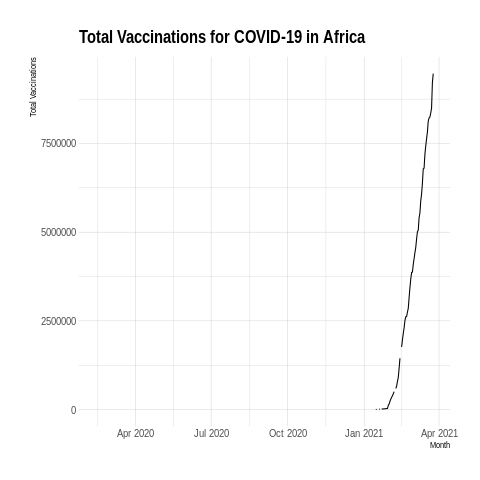 Total Vaccinations for COVID-19 in Africa
Total Vaccinations
7500000
5000000
2500000
0
Apr 2020 Jul 2020 Oct 2020 Jan 2021 Apr 2021
Month